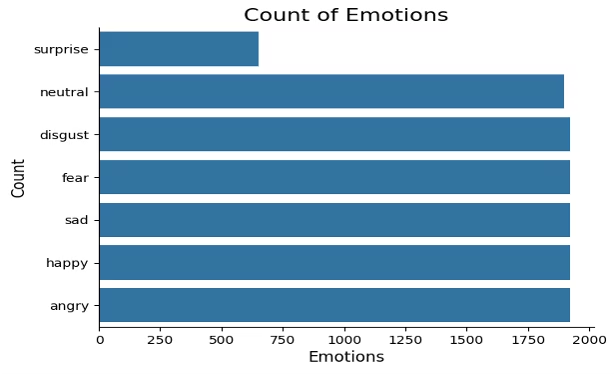 Count of Emotions
surprise
neutral
disgust
fear
sad
happy
angry
Count
0 250 500 750 1000 1250 1500 1750 2000
Emotions